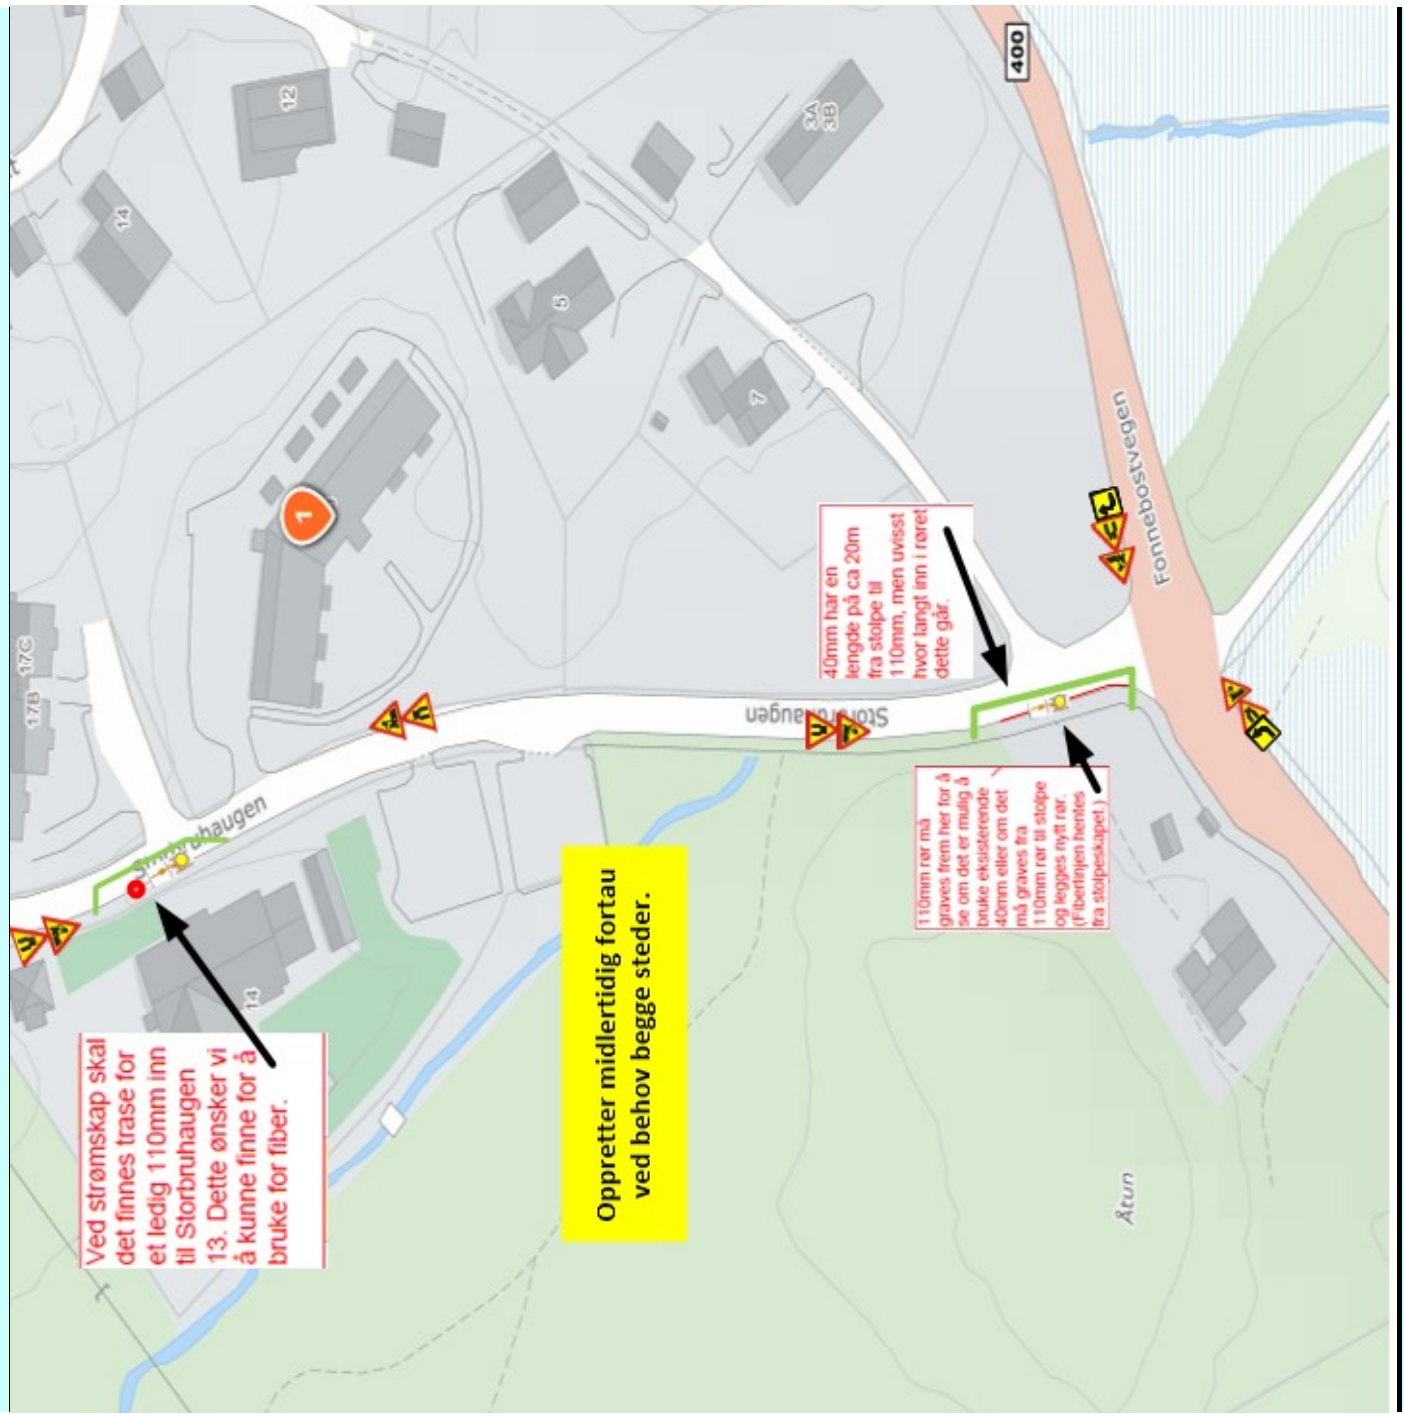 400
12
14
3A
3B
5
7
1
17C
17B
Fonnebostvegen
40mm har en
lengde på ca 20m
fra stolpe til
110mm, men uvisst
hvor langt inn i røret
dette går.
110mm rør må
graves frem her for å
se om det er mulig å
bruke eksisterende
40mm eller om det
må graves fra
110mm rør til stolpe
og legges nytt rør.
(Fiberlinjen hentes
fra stolpeskapet.)
Oppretter midlertidig fortau
ved behov begge steder.
14
Ved strømskap skal
det finnes trase for
et ledig 110mm inn
til Storbruhaugen
13. Dette ønsker vi
å kunne finne for å
bruke for fiber.
Åtun